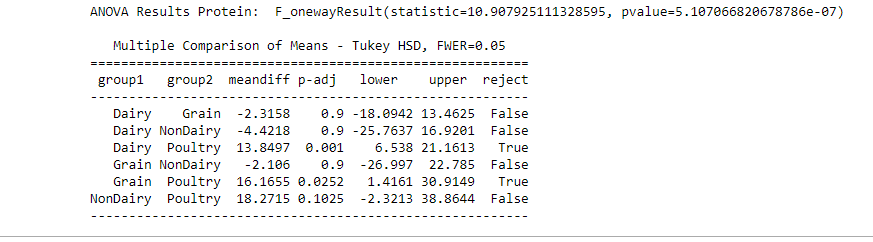 ANOVA Results Protein:  F_onewayResult(statistic=10.907925111328595, pvalue=5.107066820678786e-07)
Multiple Comparison of Means - Tukey HSD, FWER=0.05
========================================================
group1   group2  meandiff p-adj   lower    upper  reject
--------------------------------------------------------
Dairy    Grain  -2.3158    0.9 -18.0942 13.4625  False
Dairy NonDairy  -4.4218    0.9 -25.7637 16.9201  False
Dairy  Poultry  13.8497  0.001    6.538 21.1613   True
Grain NonDairy   -2.106    0.9  -26.997  22.785  False
Grain  Poultry  16.1655 0.0252   1.4161 30.9149   True
NonDairy  Poultry  18.2715 0.1025  -2.3213 38.8644  False
--------------------------------------------------------